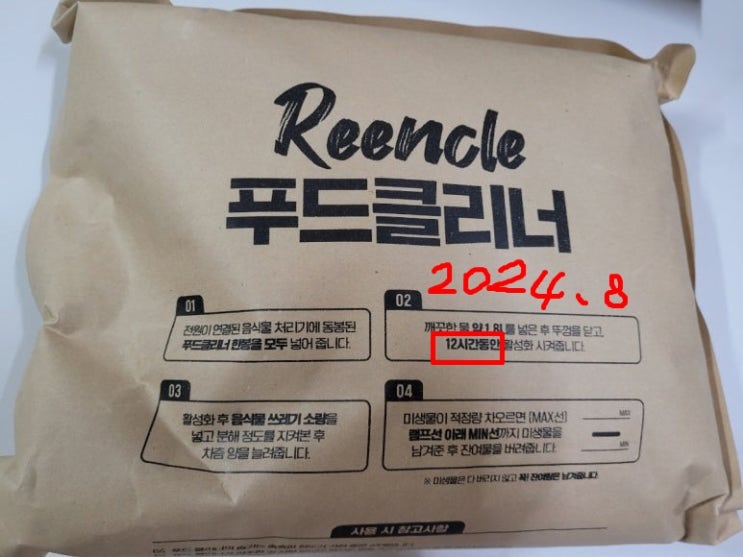 Reencle
푸드클리너
2024.8
01
전원이 연결된 음식물 처리기에 동봉된
푸드클리너 한봉을 모두 넣어 줍니다.
02
깨끗한 물 약1.8L를 넣은 후 뚜껑을 닫고,
12시간동안 활성화 시켜줍니다.
03
활성화 후 음식물 쓰레기 소량을
넣고 분해 정도를 지켜본 후
차츰 양을 늘려줍니다.
04
미생물이 적정량 차오르면 [MAX선]
램프선 아래 MIN선까지 미생물을
남겨준 후 잔여물을 버려줍니다.
MAX
MIN
※ 미생물은 다 버리지 않고 꼭! 잔여량은 남겨줍니다.
사용 시 참고사항